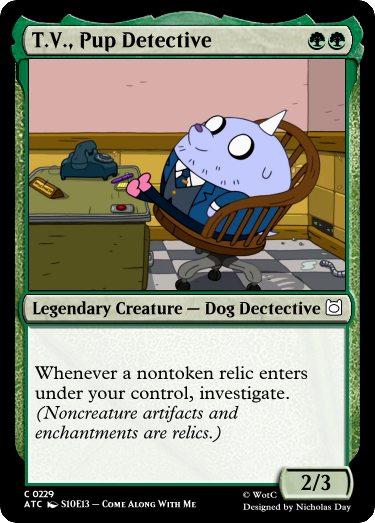 T.V., Pup Detective
Legendary Creature — Dog Dectective
Whenever a nontoken relic enters
under your control, investigate.
(Noncreature artifacts and
enchantments are relics.)
2/3
C 0229
ATC S10E13 — Come Along With Me
© WotC
Designed by Nicholas Day